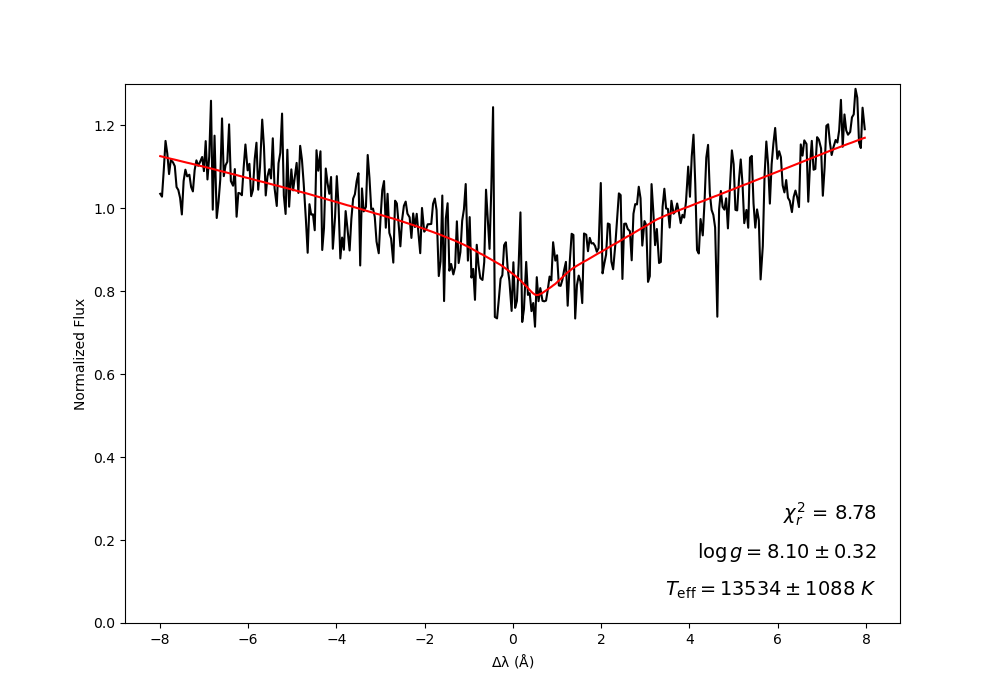 1.2
1.0
0.8
0.6
0.4
0.2
0.0
Normalized Flux
χ²ᵣ = 8.78
log g = 8.10 ± 0.32
T_eff = 13534 ± 1088 K
−8 −6 −4 −2 0 2 4 6 8
Δλ (Å)